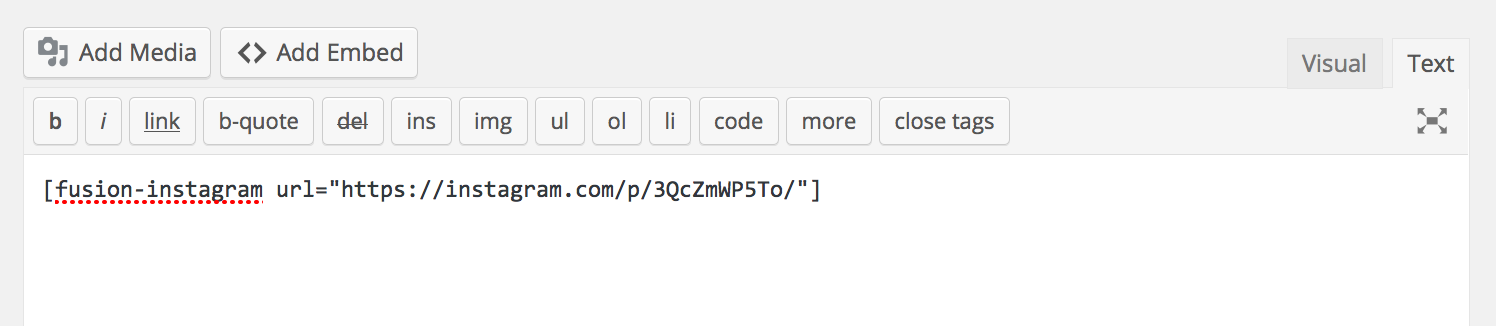 Add Media Add Embed
Visual Text
b i link b-quote del ins img ul ol li code more close tags
[fusion-instagram url="https://instagram.com/p/3QcZmWP5To/"]